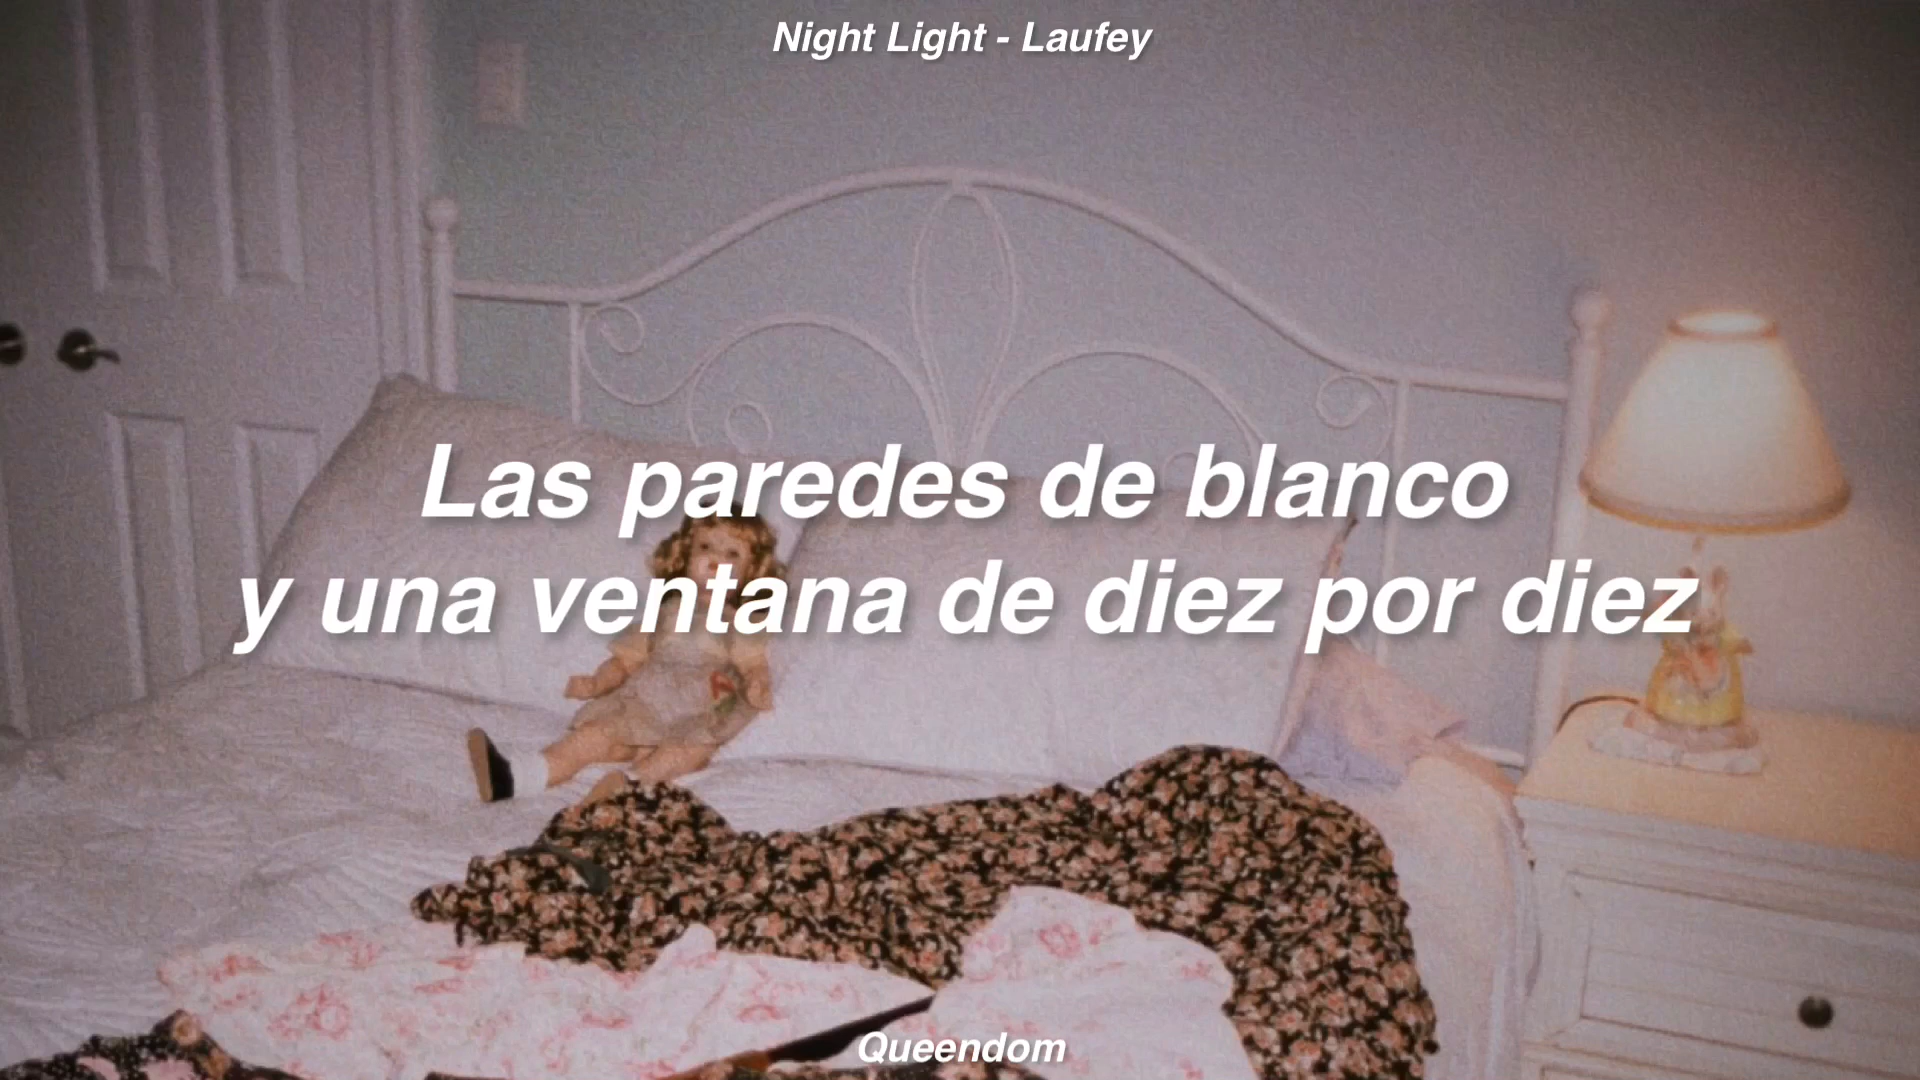 Night Light - Laufey
Las paredes de blanco
y una ventana de diez por diez
Queendom